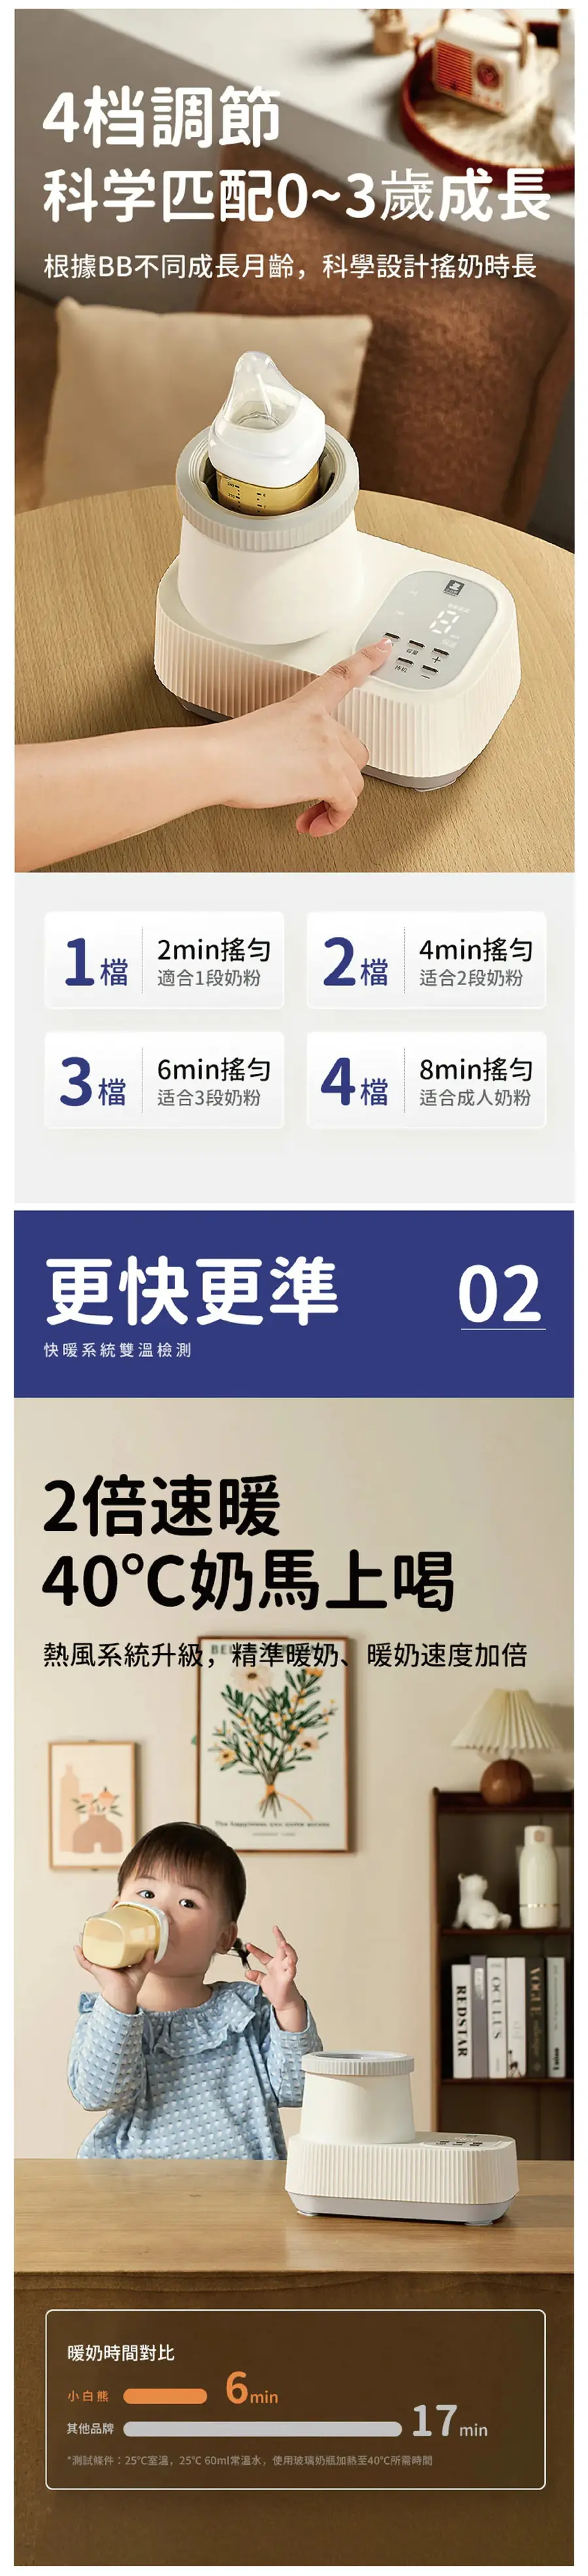 4档調節
科学匹配0~3歲成長
根據BB不同成長月齡，科學設計搖奶時長
1檔
2min搖勻
適合1段奶粉
2檔
4min搖勻
适合2段奶粉
3檔
6min搖勻
适合3段奶粉
4檔
8min搖勻
适合成人奶粉
更快更準
02
快暖系統雙溫檢測
2倍速暖
40°C奶馬上喝
熱風系統升級，精準暖奶、暖奶速度加倍
The happiness you come across
REDSTAR
OCULUS
VOGUE
暖奶時間對比
小白熊
6min
其他品牌
17min
*測試條件：25°C室溫，25°C 60ml常溫水，使用玻璃奶瓶加熱至40°C所需時間